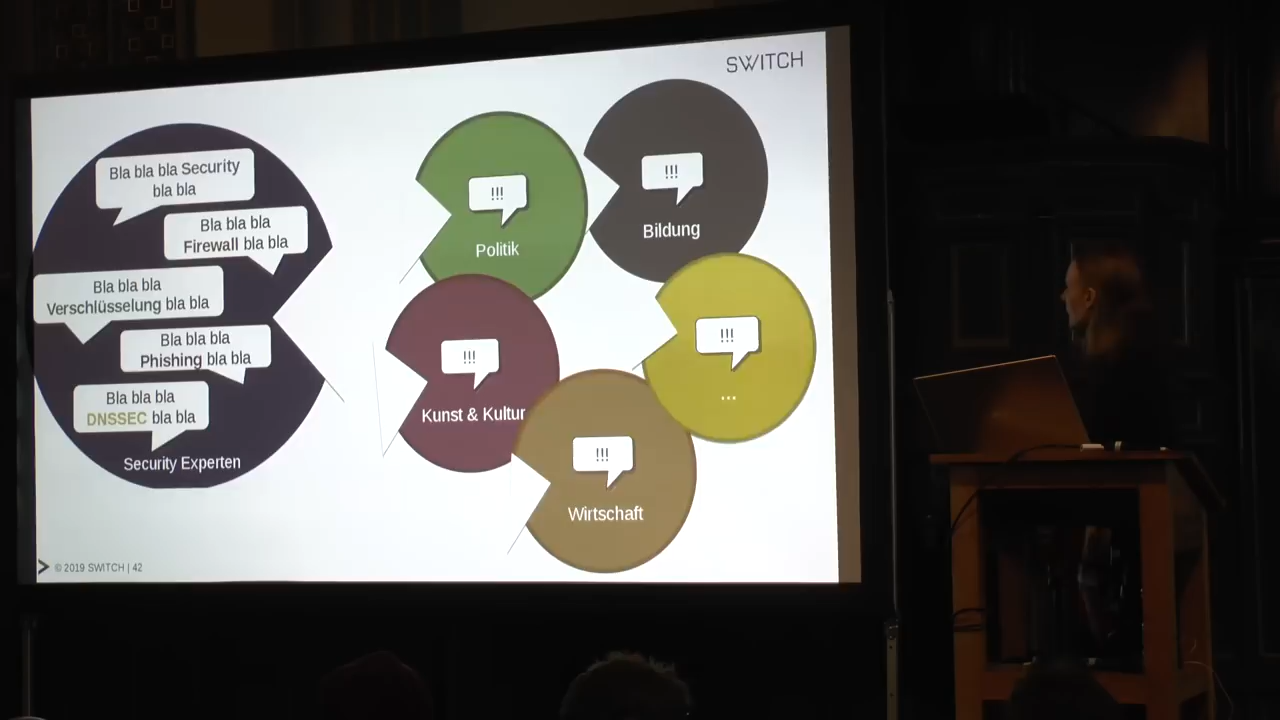 SWITCH
Bla bla bla Security
bla bla
Bla bla bla
Firewall bla bla
Bla bla bla
Verschlüsselung bla bla
Bla bla bla
Phishing bla bla
Bla bla bla
DNSSEC bla bla
Security Experten
!!!
Politik
!!!
Bildung
!!!
Kunst & Kultur
!!!
...
!!!
Wirtschaft
© 2019 SWITCH | 42